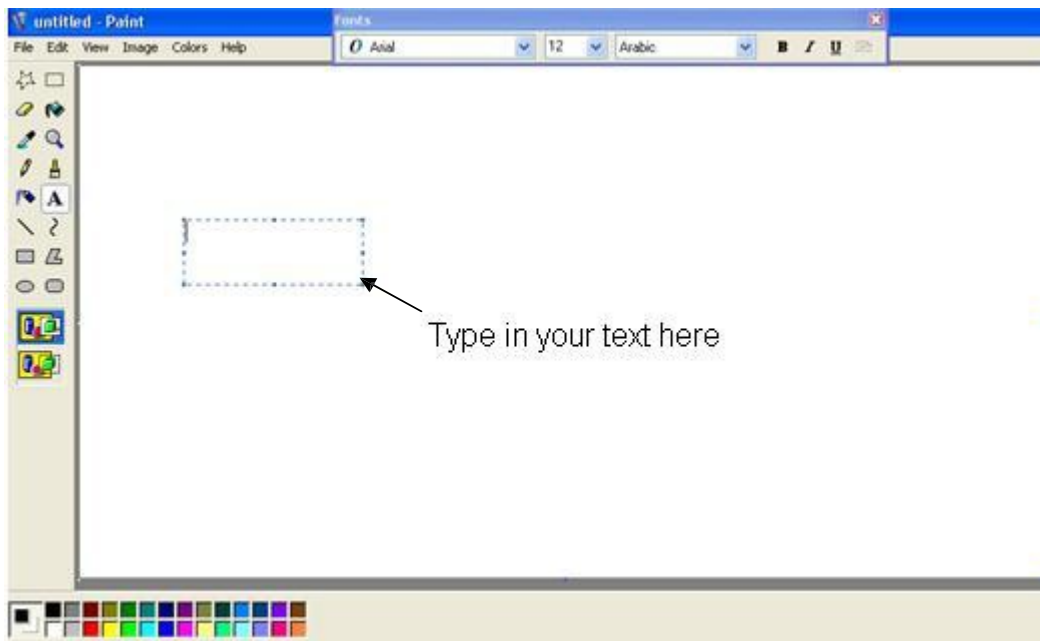 untitled - Paint
Fonts
File Edit View Image Colors Help
O Arial 12 Arabic B I U
A
Type in your text here